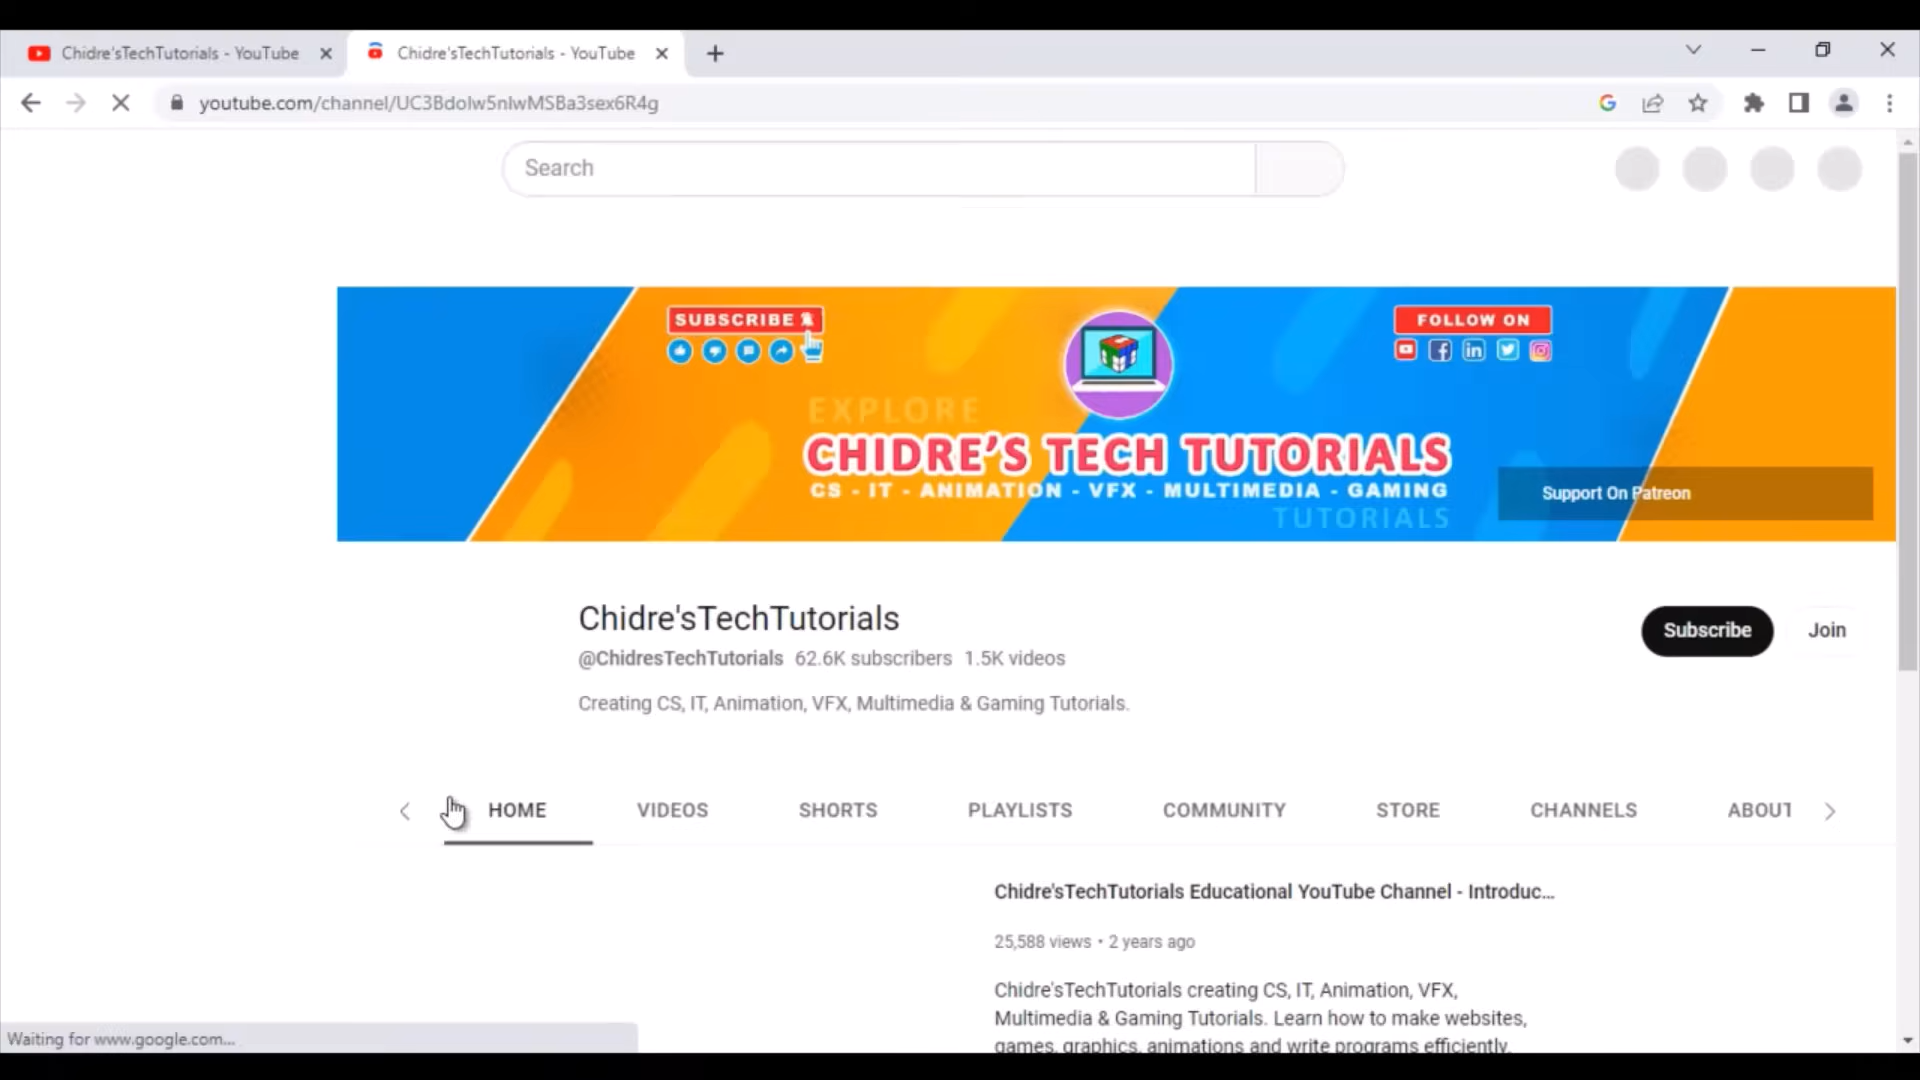 Chidre'sTechTutorials - YouTube
Chidre'sTechTutorials - YouTube
youtube.com/channel/UC3Bdolw5nlwMSBa3sex6R4g
Search
SUBSCRIBE
FOLLOW ON
EXPLORE
CHIDRE'S TECH TUTORIALS
CS - IT - ANIMATION - VFX - MULTIMEDIA - GAMING
TUTORIALS
Support On Patreon
Chidre'sTechTutorials
Subscribe
Join
@ChidresTechTutorials 62.6K subscribers 1.5K videos
Creating CS, IT, Animation, VFX, Multimedia & Gaming Tutorials.
HOME VIDEOS SHORTS PLAYLISTS COMMUNITY STORE CHANNELS ABOUT
Chidre'sTechTutorials Educational YouTube Channel - Introduc...
25,588 views • 2 years ago
Chidre'sTechTutorials creating CS, IT, Animation, VFX,
Multimedia & Gaming Tutorials. Learn how to make websites,
games, graphics, animations and write programs efficiently.
Waiting for www.google.com...